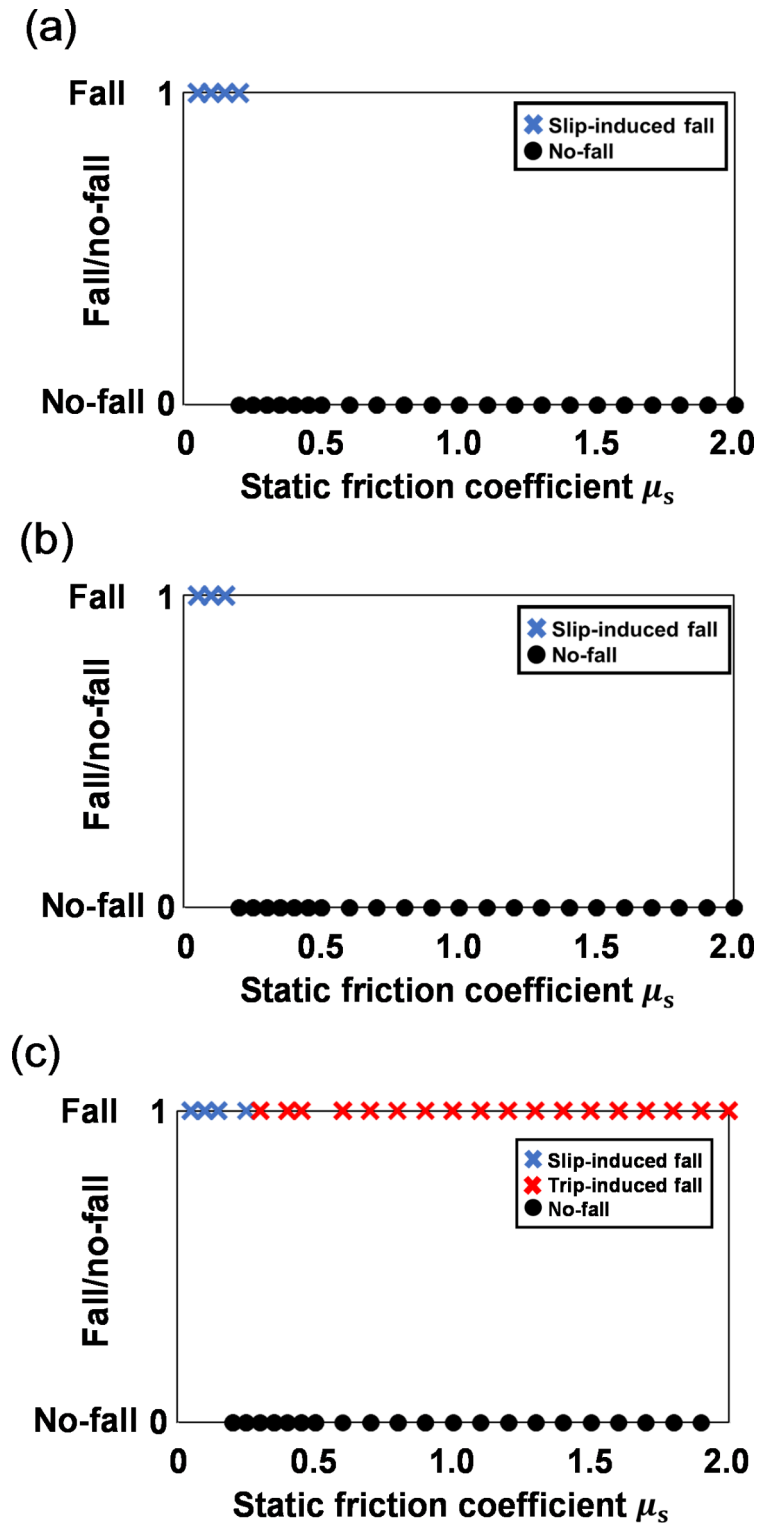 (a)
Fall 1
Slip-induced fall
No-fall
Fall/no-fall
No-fall 0
0 0.5 1.0 1.5 2.0
Static friction coefficient μs
(b)
Fall 1
Slip-induced fall
No-fall
Fall/no-fall
No-fall 0
0 0.5 1.0 1.5 2.0
Static friction coefficient μs
(c)
Fall 1
Slip-induced fall
Trip-induced fall
No-fall
Fall/no-fall
No-fall 0
0 0.5 1.0 1.5 2.0
Static friction coefficient μs